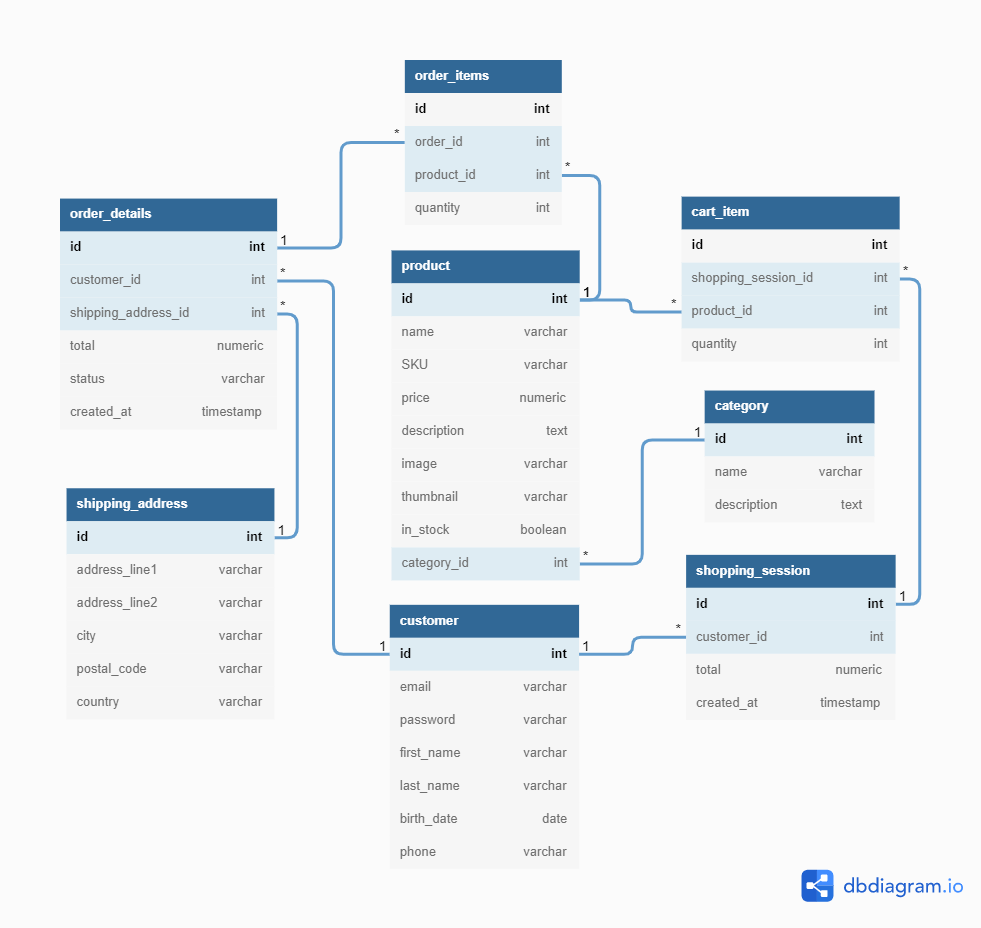 order_items
id int
* order_id int
product_id int *
quantity int
order_details
id int 1
customer_id int *
shipping_address_id int *
total numeric
status varchar
created_at timestamp
product
id int 1
name varchar
SKU varchar
price numeric
description text
image varchar
thumbnail varchar
in_stock boolean
category_id int *
cart_item
id int
shopping_session_id int *
* product_id int
quantity int
category
1 id int
name varchar
description text
shipping_address
id int 1
address_line1 varchar
address_line2 varchar
city varchar
postal_code varchar
country varchar
customer
1 id int 1
email varchar
password varchar
first_name varchar
last_name varchar
birth_date date
phone varchar
shopping_session
id int 1
* customer_id int
total numeric
created_at timestamp
dbdiagram.io